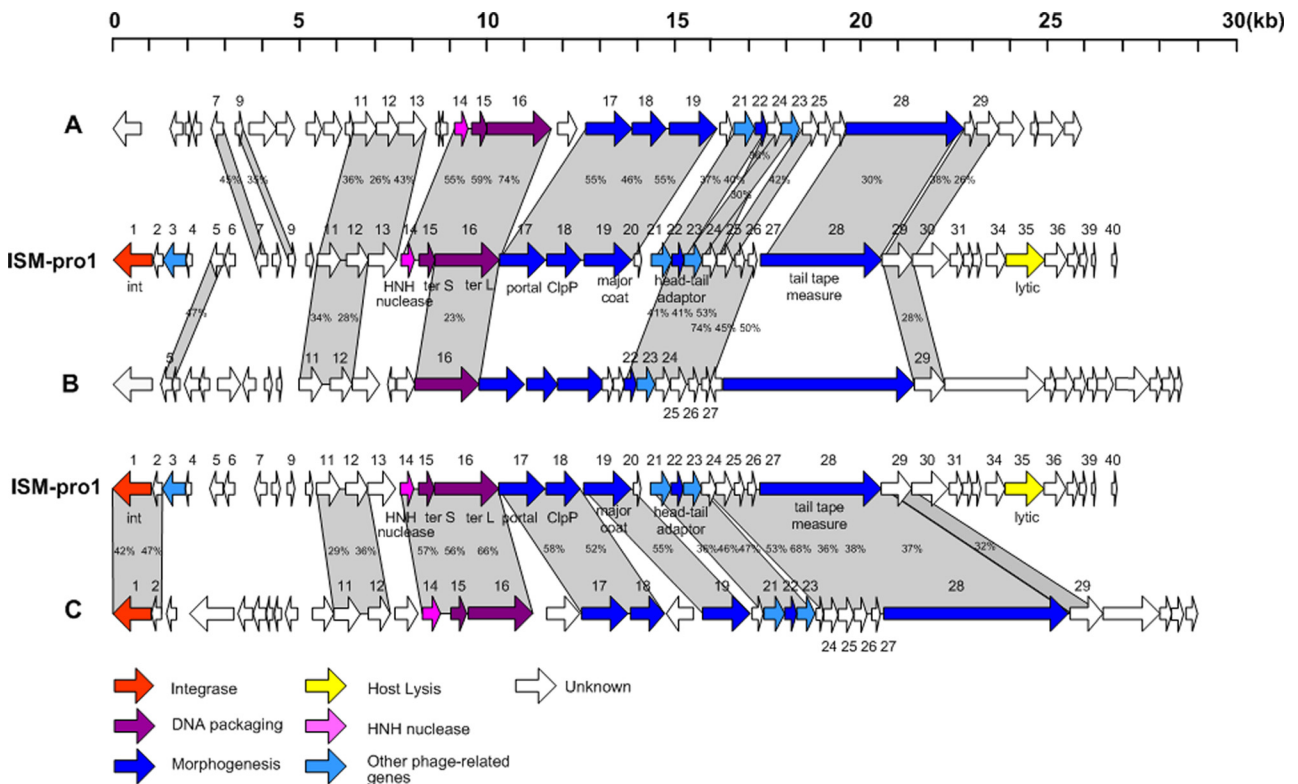 0 5 10 15 20 25 30(kb)
7 9 11 12 13 14 15 16 17 18 19 21 22 24 23 25 28 29
A
45% 35% 36% 26% 43% 55% 59% 74% 55% 46% 55% 37% 40% 30% 36% 42% 30% 38% 26%
1 2 3 4 5 6 7 9 11 12 13 14 15 16 17 18 19 20 21 22 23 24 25 26 27 28 29 30 31 34 35 36 39 40
ISM-pro1
int HNH nuclease ter S ter L portal ClpP major coat head-tail adaptor tail tape measure lytic
47% 34% 28% 23% 41% 41% 53% 74% 45% 50% 28%
5 11 12 16 22 23 24 29
B
25 26 27
1 2 3 4 5 6 7 9 11 12 13 14 15 16 17 18 19 20 21 22 23 24 25 26 27 28 29 30 31 34 35 36 39 40
ISM-pro1
int HNH nuclease ter S ter L portal ClpP major coat head-tail adaptor tail tape measure lytic
42% 47% 29% 36% 57% 56% 66% 58% 52% 55% 36% 46% 47% 53% 68% 36% 38% 37% 32%
1 2 11 12 14 15 16 17 18 19 21 22 23 28 29
C
24 25 26 27
Integrase Host Lysis Unknown
DNA packaging HNH nuclease
Morphogenesis Other phage-related
genes